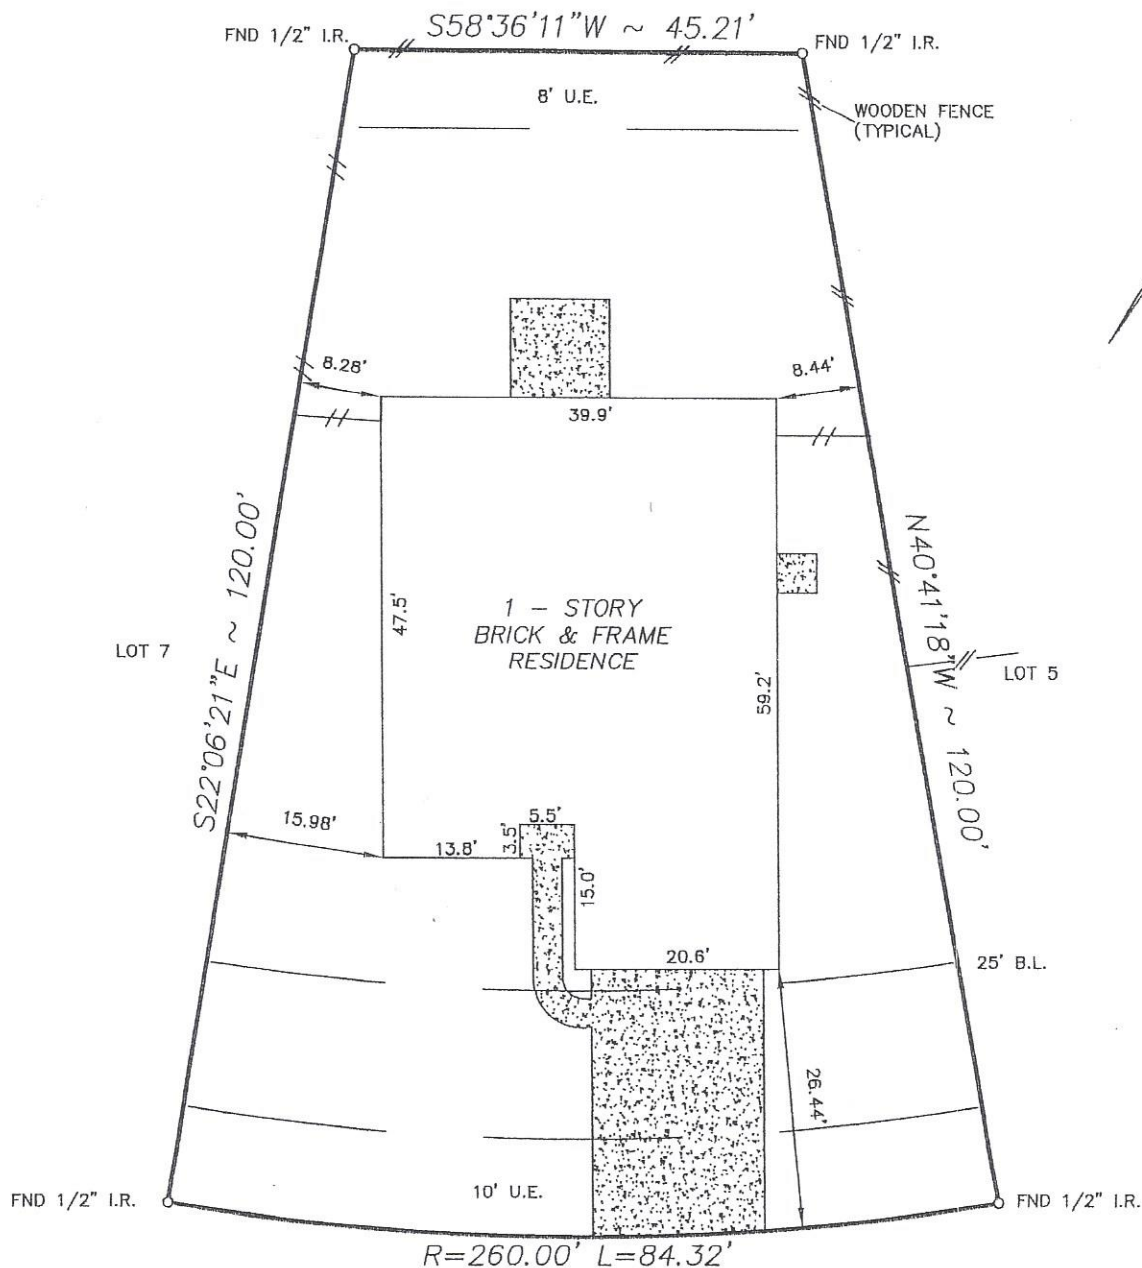 S58°36'11"W ~ 45.21'
FND 1/2" I.R.
FND 1/2" I.R.
8' U.E.
WOODEN FENCE
(TYPICAL)
8.28'
8.44'
39.9'
S22°06'21"E ~ 120.00'
N40°41'18"W ~ 120.00'
47.5'
1 - STORY
BRICK & FRAME
RESIDENCE
59.2'
LOT 7
LOT 5
15.98'
13.8'
3.5'
5.5'
15.0'
20.6'
25' B.L.
26.44'
10' U.E.
FND 1/2" I.R.
FND 1/2" I.R.
R=260.00' L=84.32'